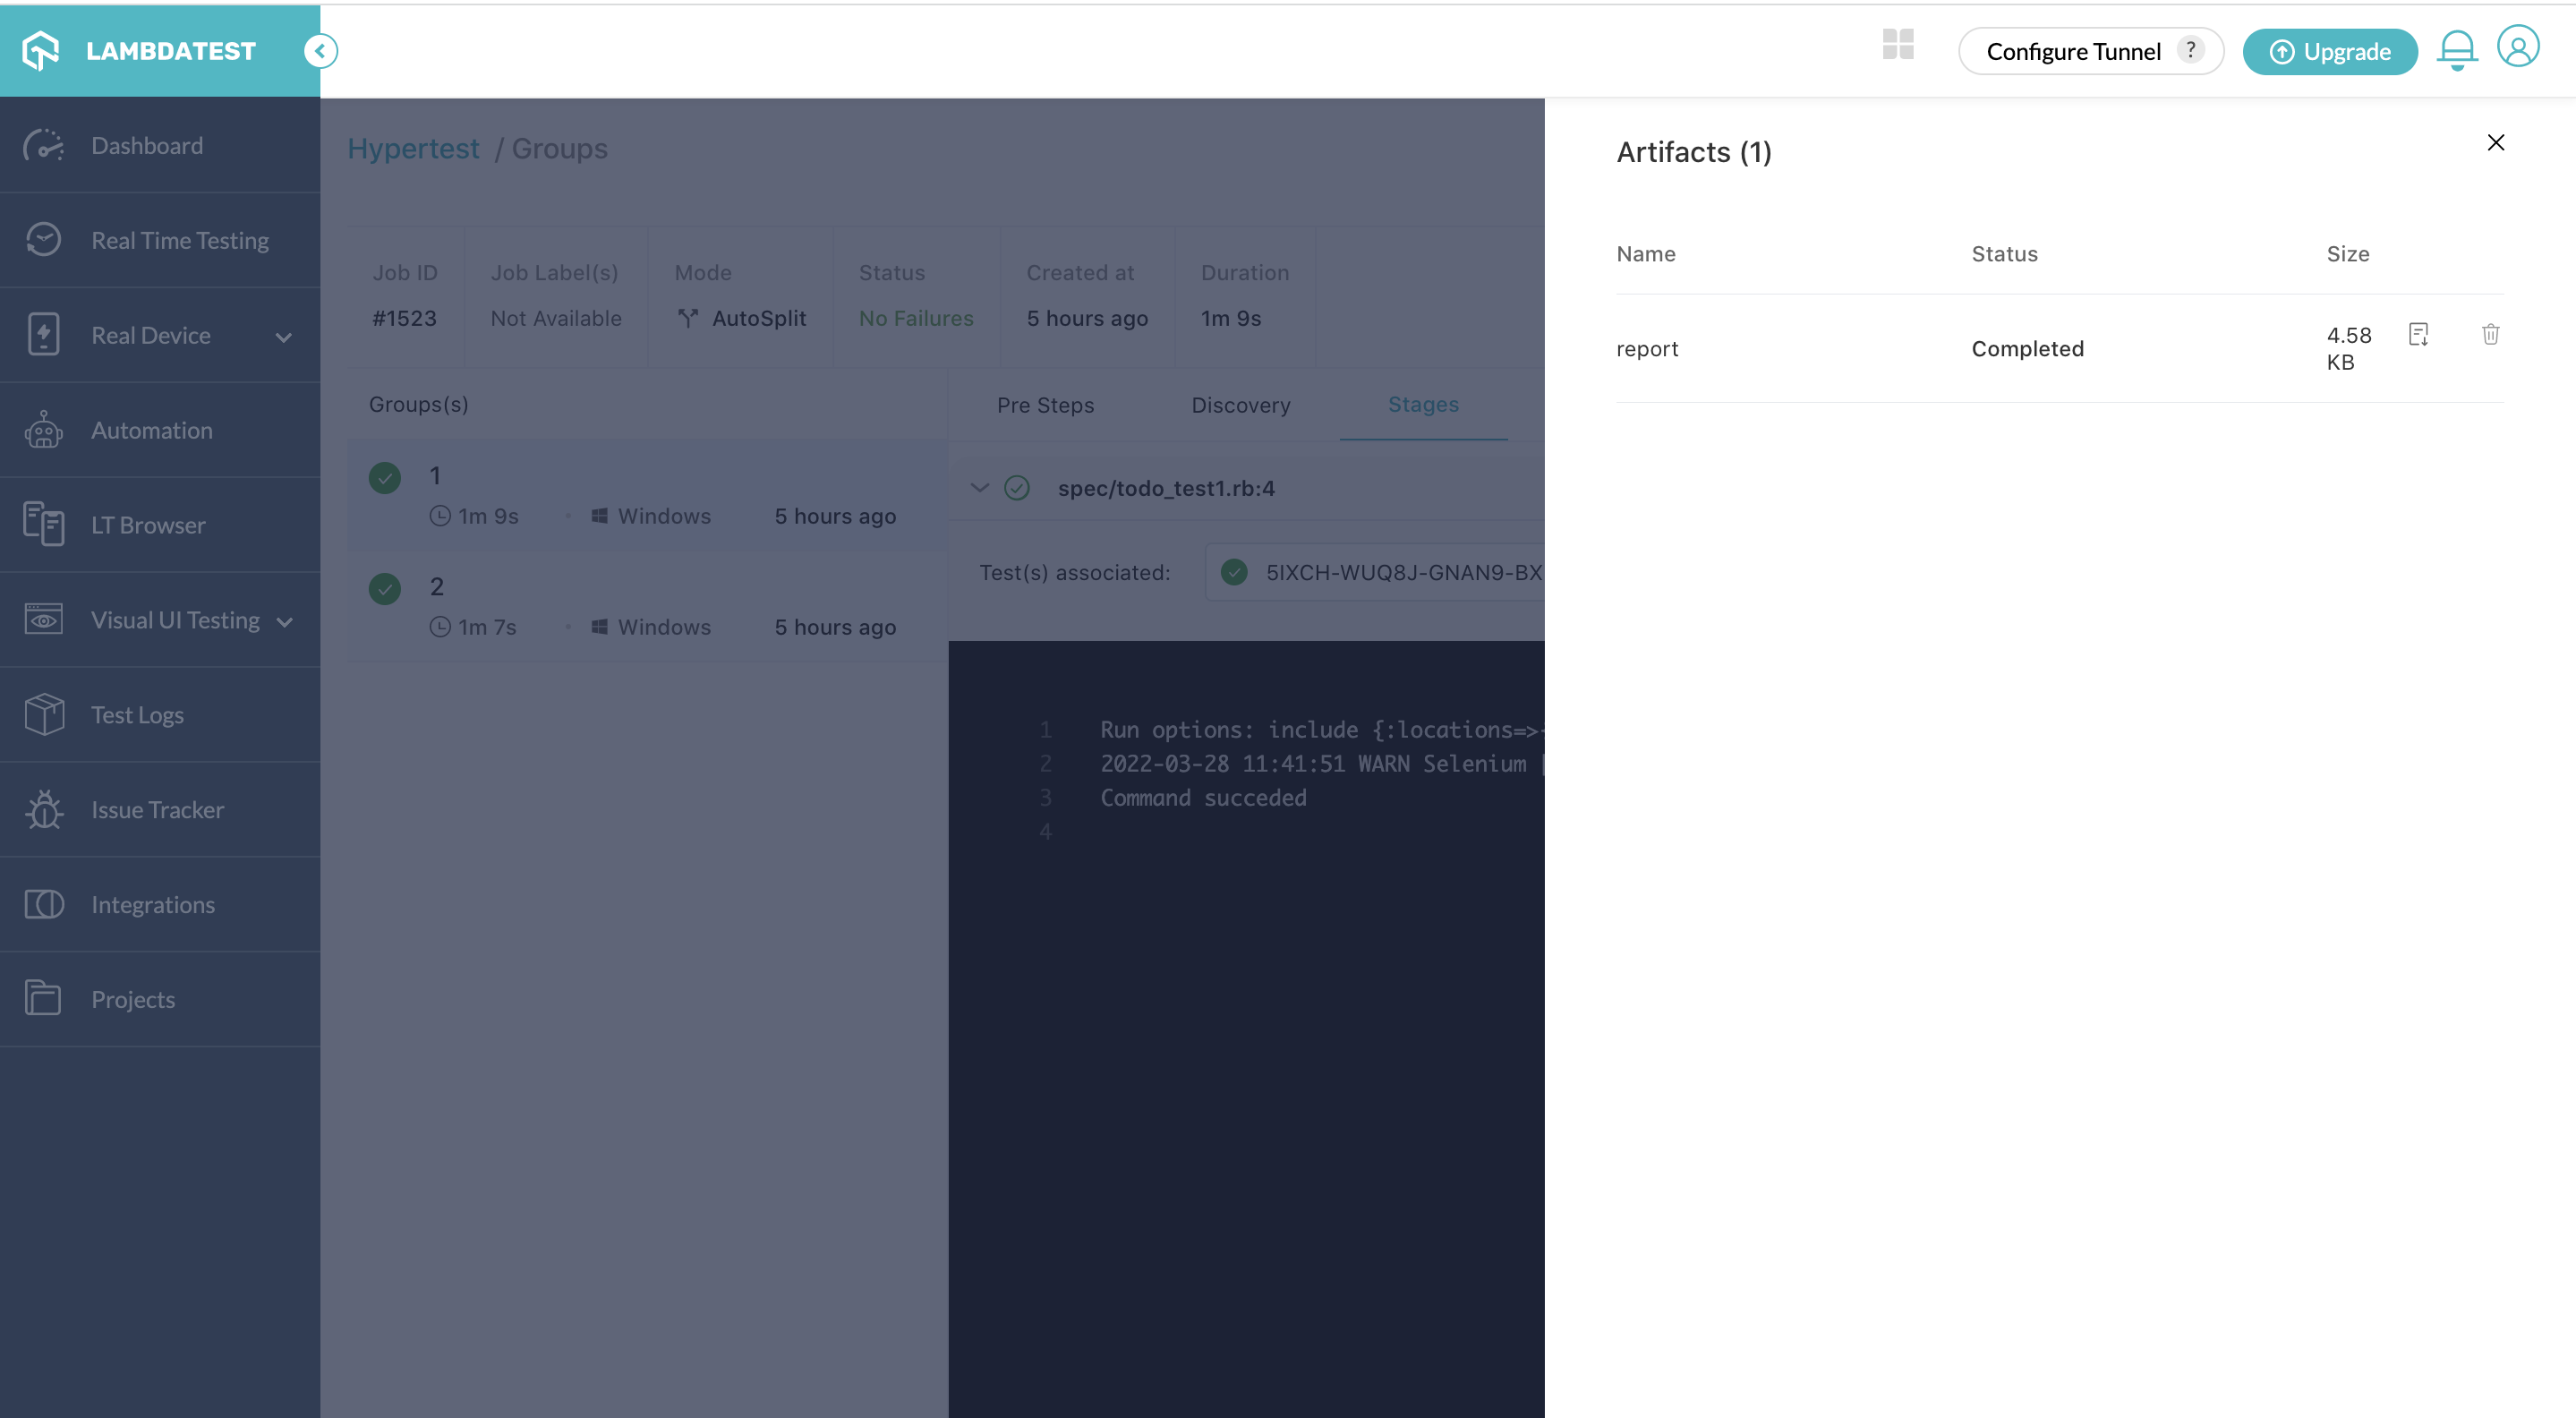 LAMBDATEST
Configure Tunnel ?
Upgrade
Dashboard
Real Time Testing
Real Device
Automation
LT Browser
Visual UI Testing
Test Logs
Issue Tracker
Integrations
Projects
Hypertest / Groups
Job ID
#1523
Job Label(s)
Not Available
Mode
AutoSplit
Status
No Failures
Created at
5 hours ago
Duration
1m 9s
Groups(s)
1
1m 9s Windows 5 hours ago
2
1m 7s Windows 5 hours ago
Pre Steps Discovery Stages
spec/todo_test1.rb:4
Test(s) associated: 5IXCH-WUQ8J-GNAN9-BX
1 Run options: include {:locations=>
2 2022-03-28 11:41:51 WARN Selenium
3 Command succeded
4
Artifacts (1)
Name Status Size
report Completed 4.58
KB